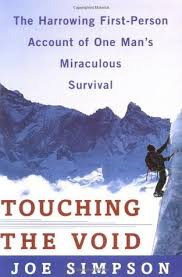 The Harrowing First-Person
Account of One Man's
Miraculous
Survival
TOUCHING
THE VOID
JOE SIMPSON